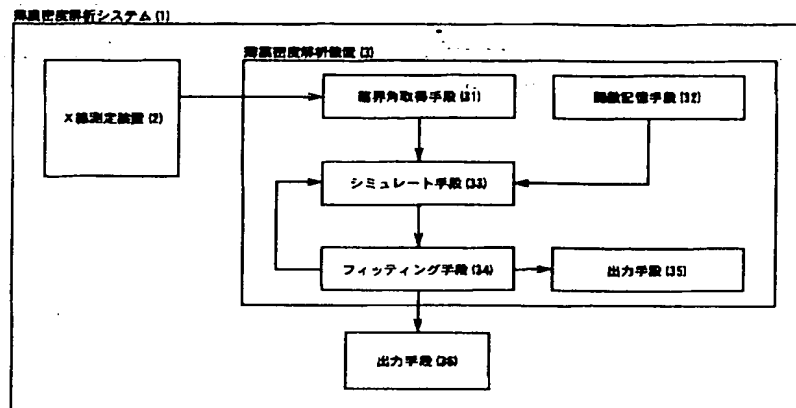 薄膜密度解析システム(1)
薄膜密度解析装置(3)
X線測定装置(2)
臨界角取得手段(31)
関数記憶手段(32)
シミュレート手段(33)
フィッティング手段(34)
出力手段(35)
出力手段(36)